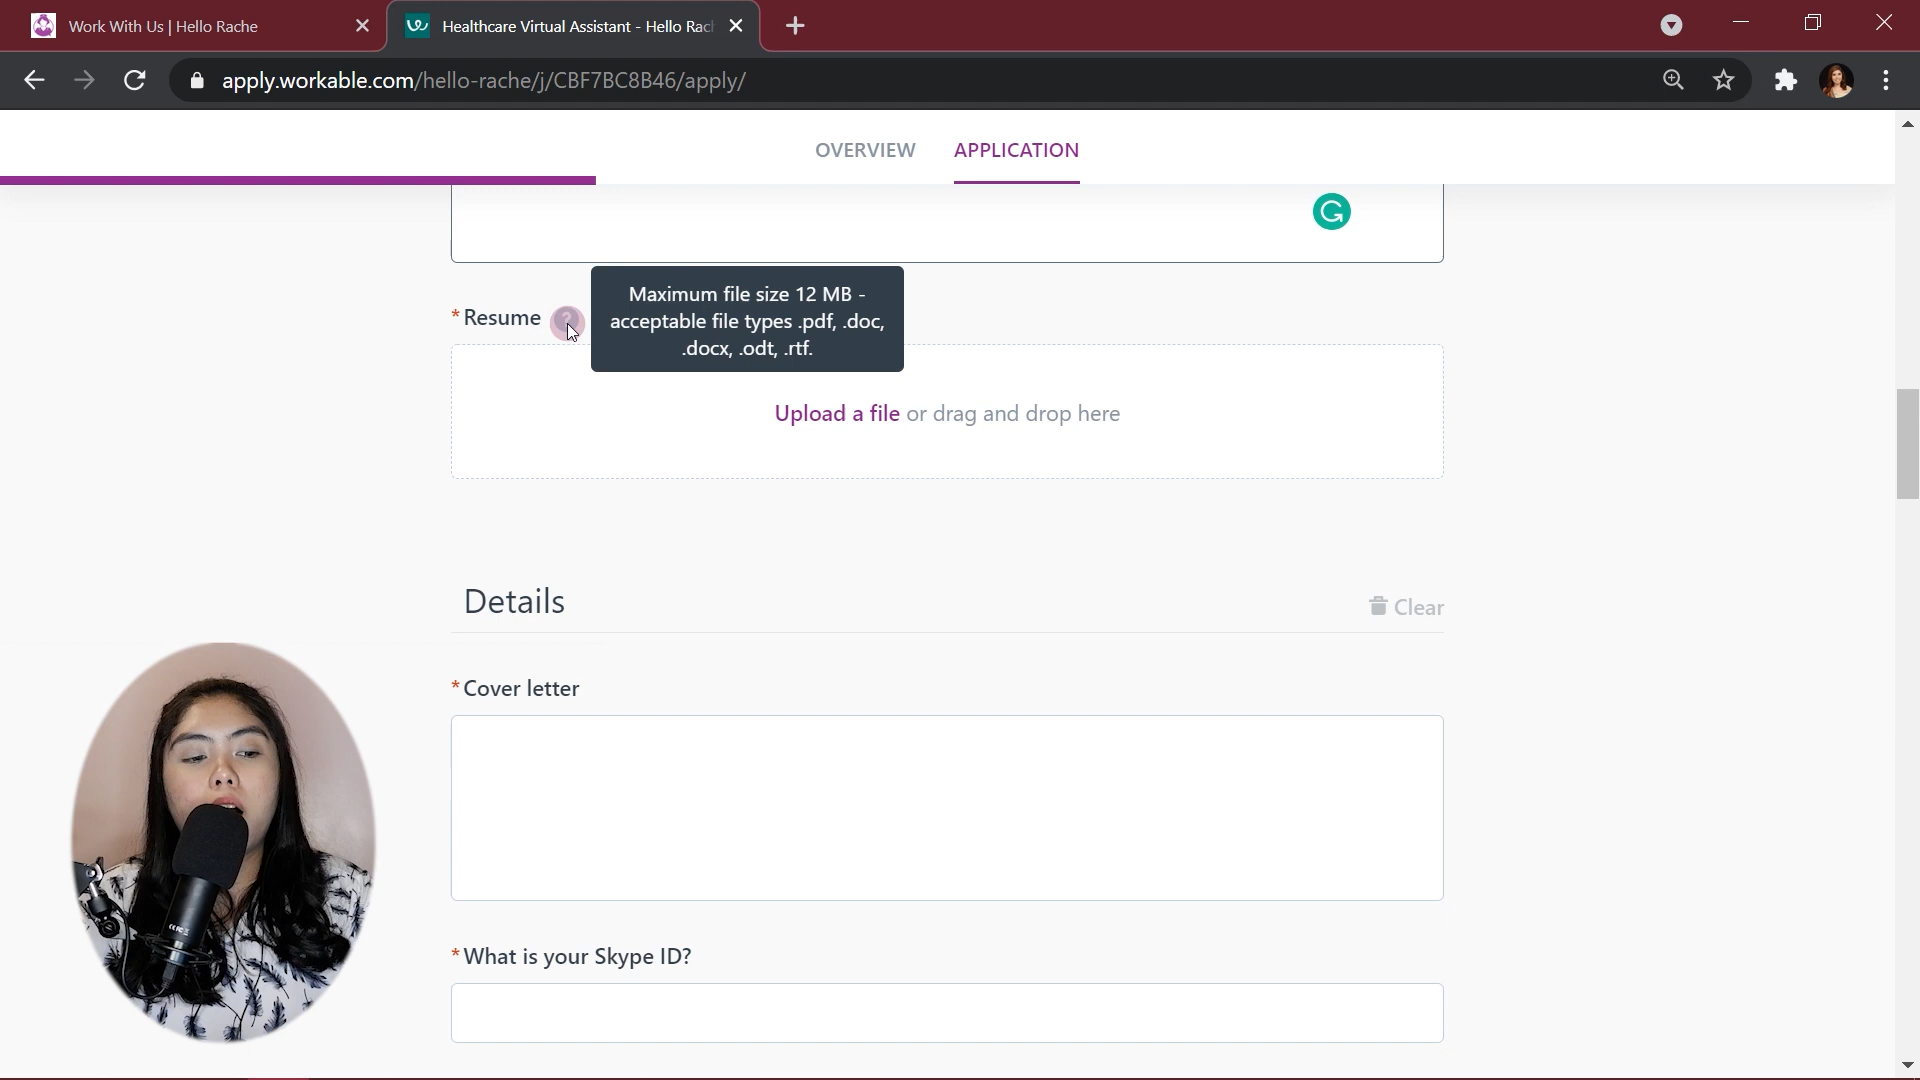 Work With Us | Hello Rache
Healthcare Virtual Assistant - Hello Rac
apply.workable.com/hello-rache/j/CBF7BC8B46/apply/
OVERVIEW APPLICATION
* Resume ?
Maximum file size 12 MB -
acceptable file types .pdf, .doc,
.docx, .odt, .rtf.
Upload a file or drag and drop here
Details
Clear
* Cover letter
* What is your Skype ID?